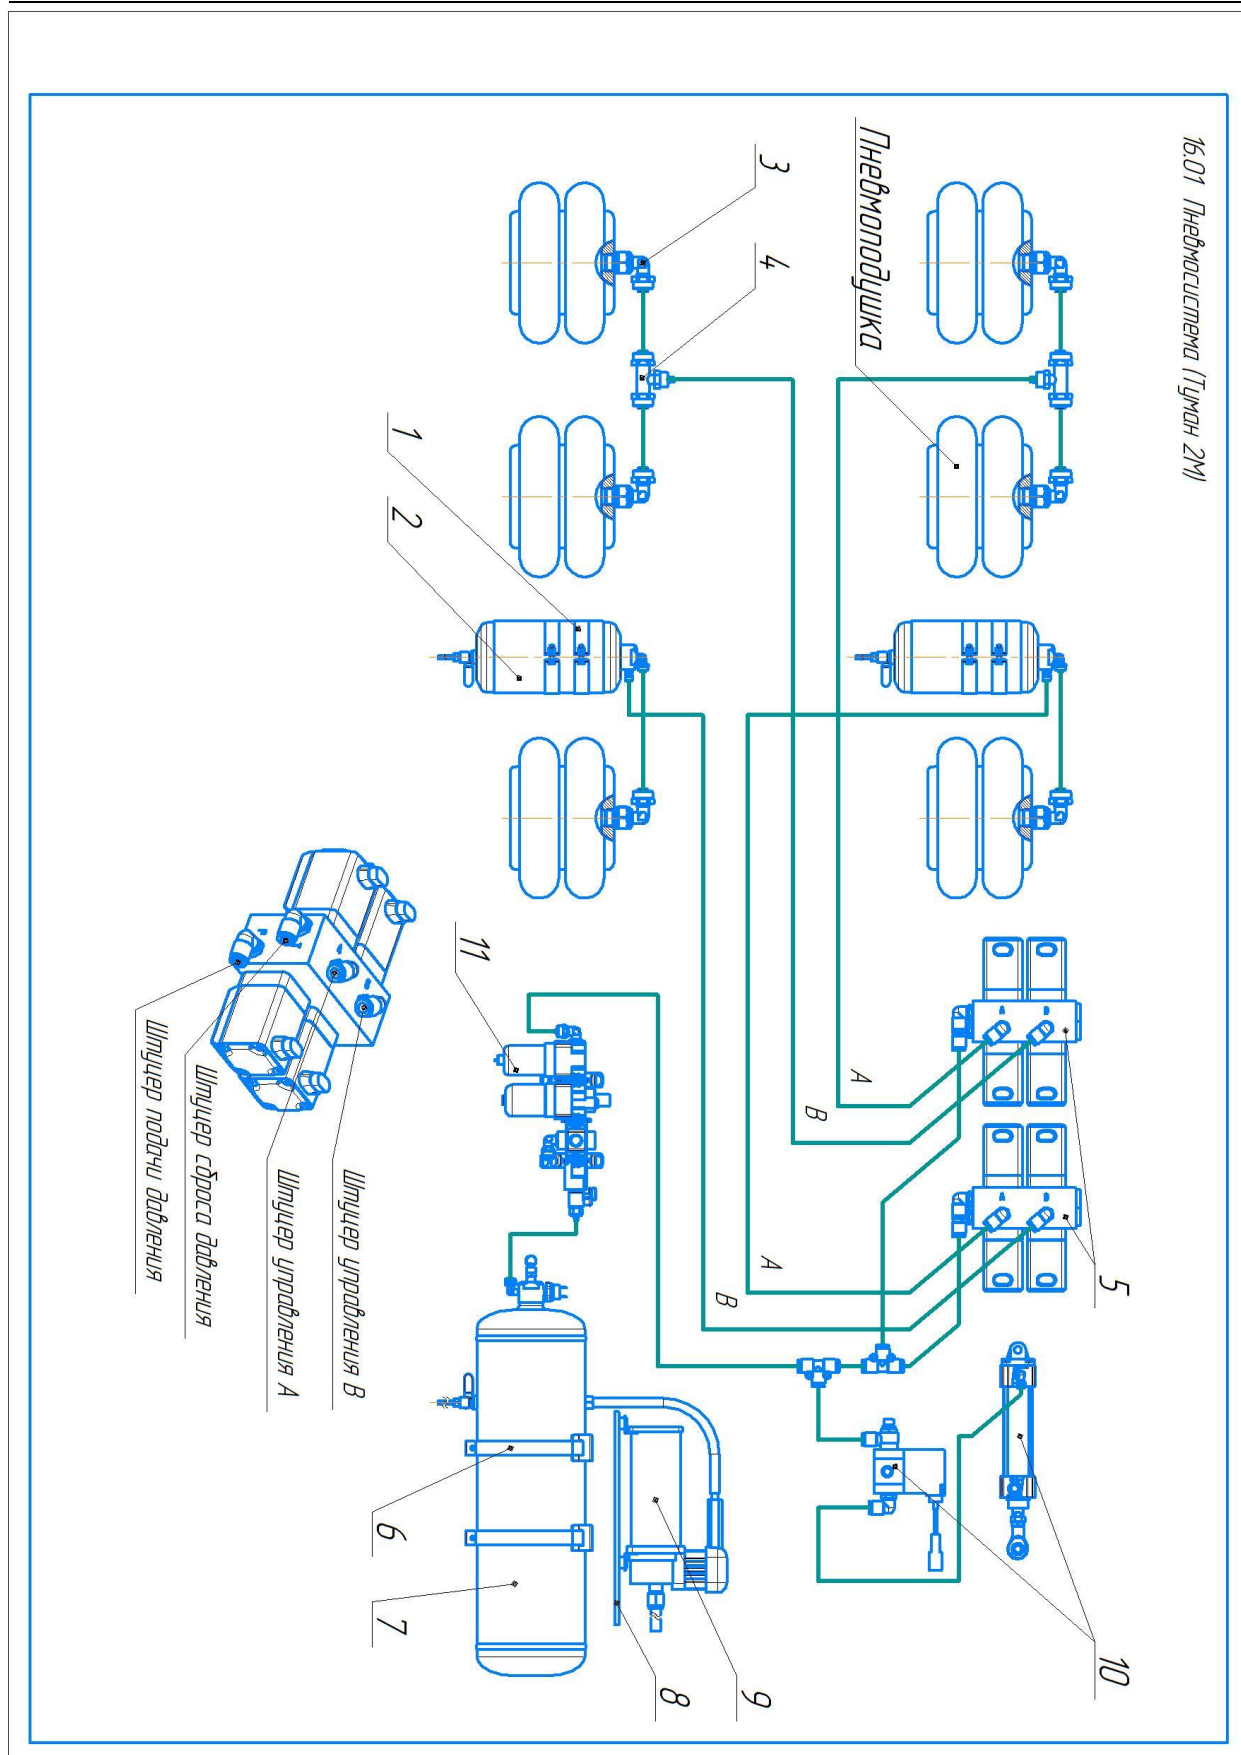 16.01 Пневмосистема (Туман 2М)
Пневмоподушка
3
4
1
2
5
A
B
A
B
A
B
A
B
10
11
6
7
8
9
P
T
A
B
Штуцер управления В
Штуцер управления А
Штуцер сброса давления
Штуцер подачи давления